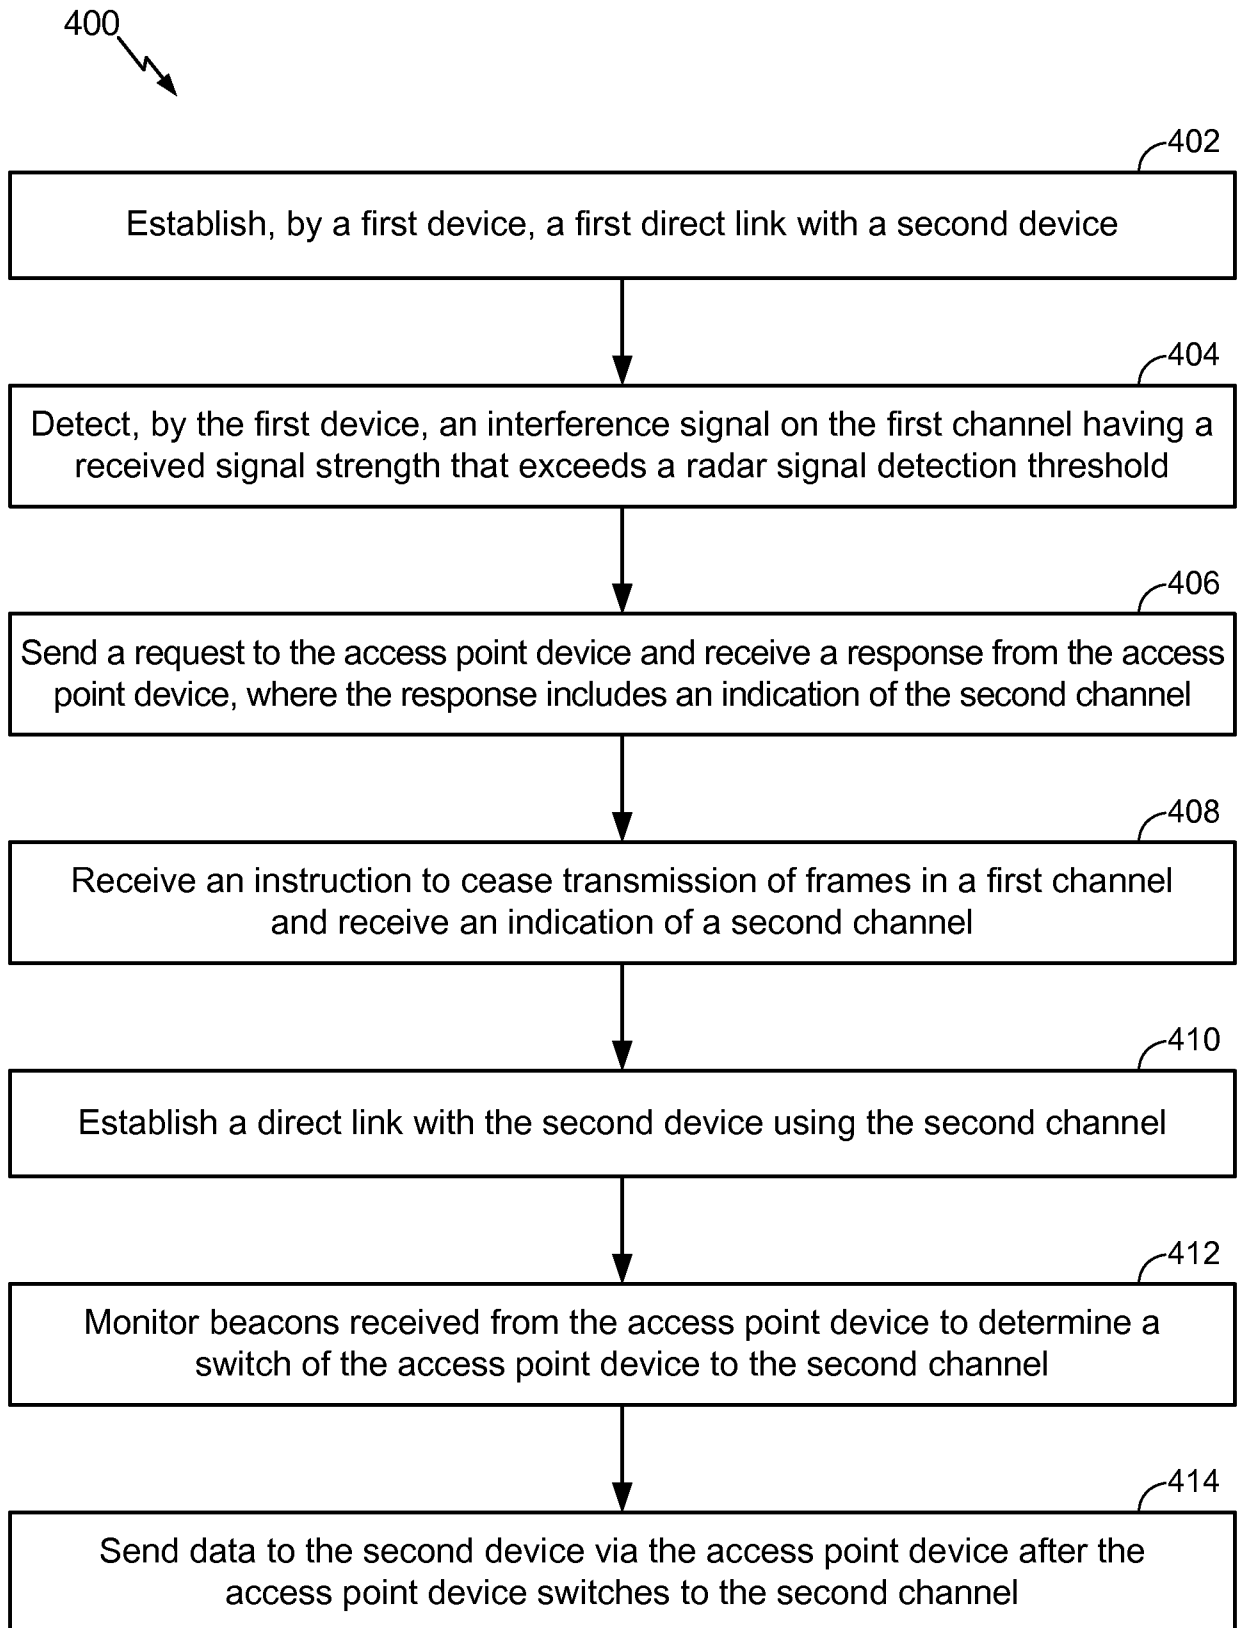 400
402
Establish, by a first device, a first direct link with a second device
404
Detect, by the first device, an interference signal on the first channel having a
received signal strength that exceeds a radar signal detection threshold
406
Send a request to the access point device and receive a response from the access
point device, where the response includes an indication of the second channel
408
Receive an instruction to cease transmission of frames in a first channel
and receive an indication of a second channel
410
Establish a direct link with the second device using the second channel
412
Monitor beacons received from the access point device to determine a
switch of the access point device to the second channel
414
Send data to the second device via the access point device after the
access point device switches to the second channel